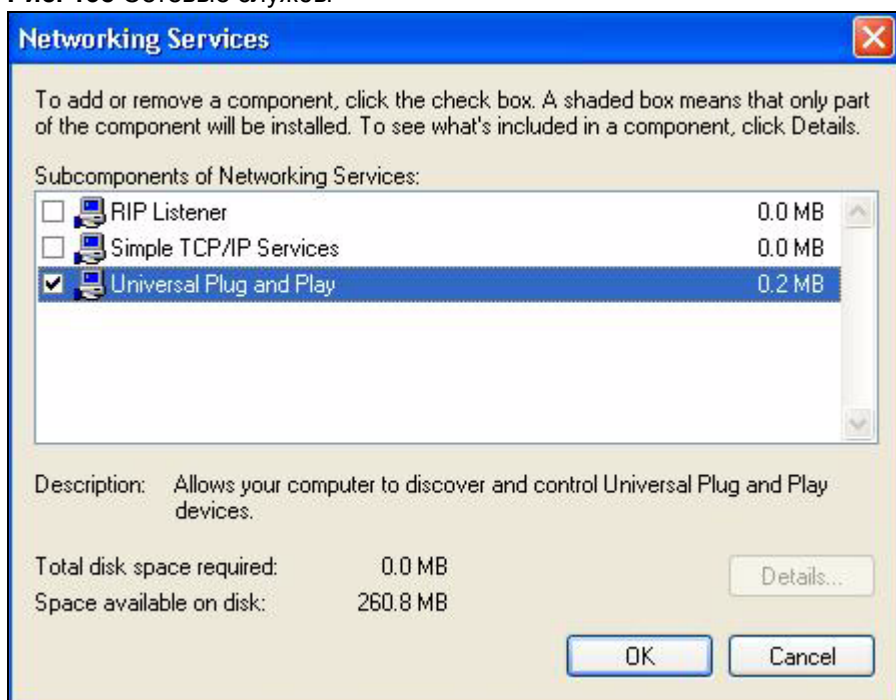 Networking Services
To add or remove a component, click the check box. A shaded box means that only part
of the component will be installed. To see what's included in a component, click Details.
Subcomponents of Networking Services:
RIP Listener 0.0 MB
Simple TCP/IP Services 0.0 MB
Universal Plug and Play 0.2 MB
Description: Allows your computer to discover and control Universal Plug and Play
devices.
Total disk space required: 0.0 MB
Details...
Space available on disk: 260.8 MB
OK Cancel